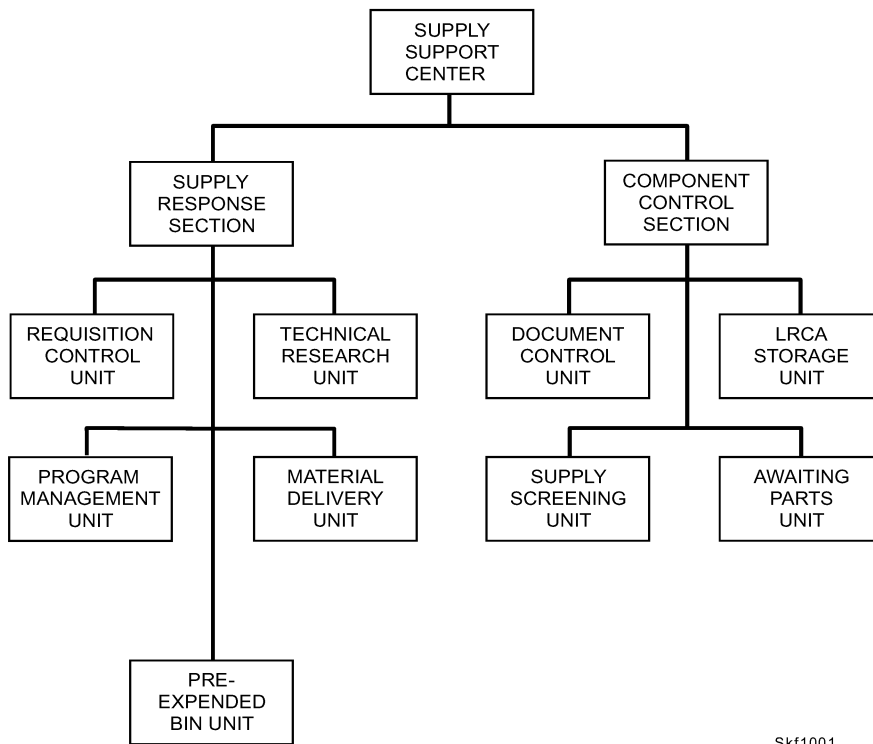 SUPPLY
SUPPORT
CENTER
SUPPLY
RESPONSE
SECTION
COMPONENT
CONTROL
SECTION
REQUISITION
CONTROL
UNIT
TECHNICAL
RESEARCH
UNIT
DOCUMENT
CONTROL
UNIT
LRCA
STORAGE
UNIT
PROGRAM
MANAGEMENT
UNIT
MATERIAL
DELIVERY
UNIT
SUPPLY
SCREENING
UNIT
AWAITING
PARTS
UNIT
PRE-
EXPENDED
BIN UNIT
Skf1001